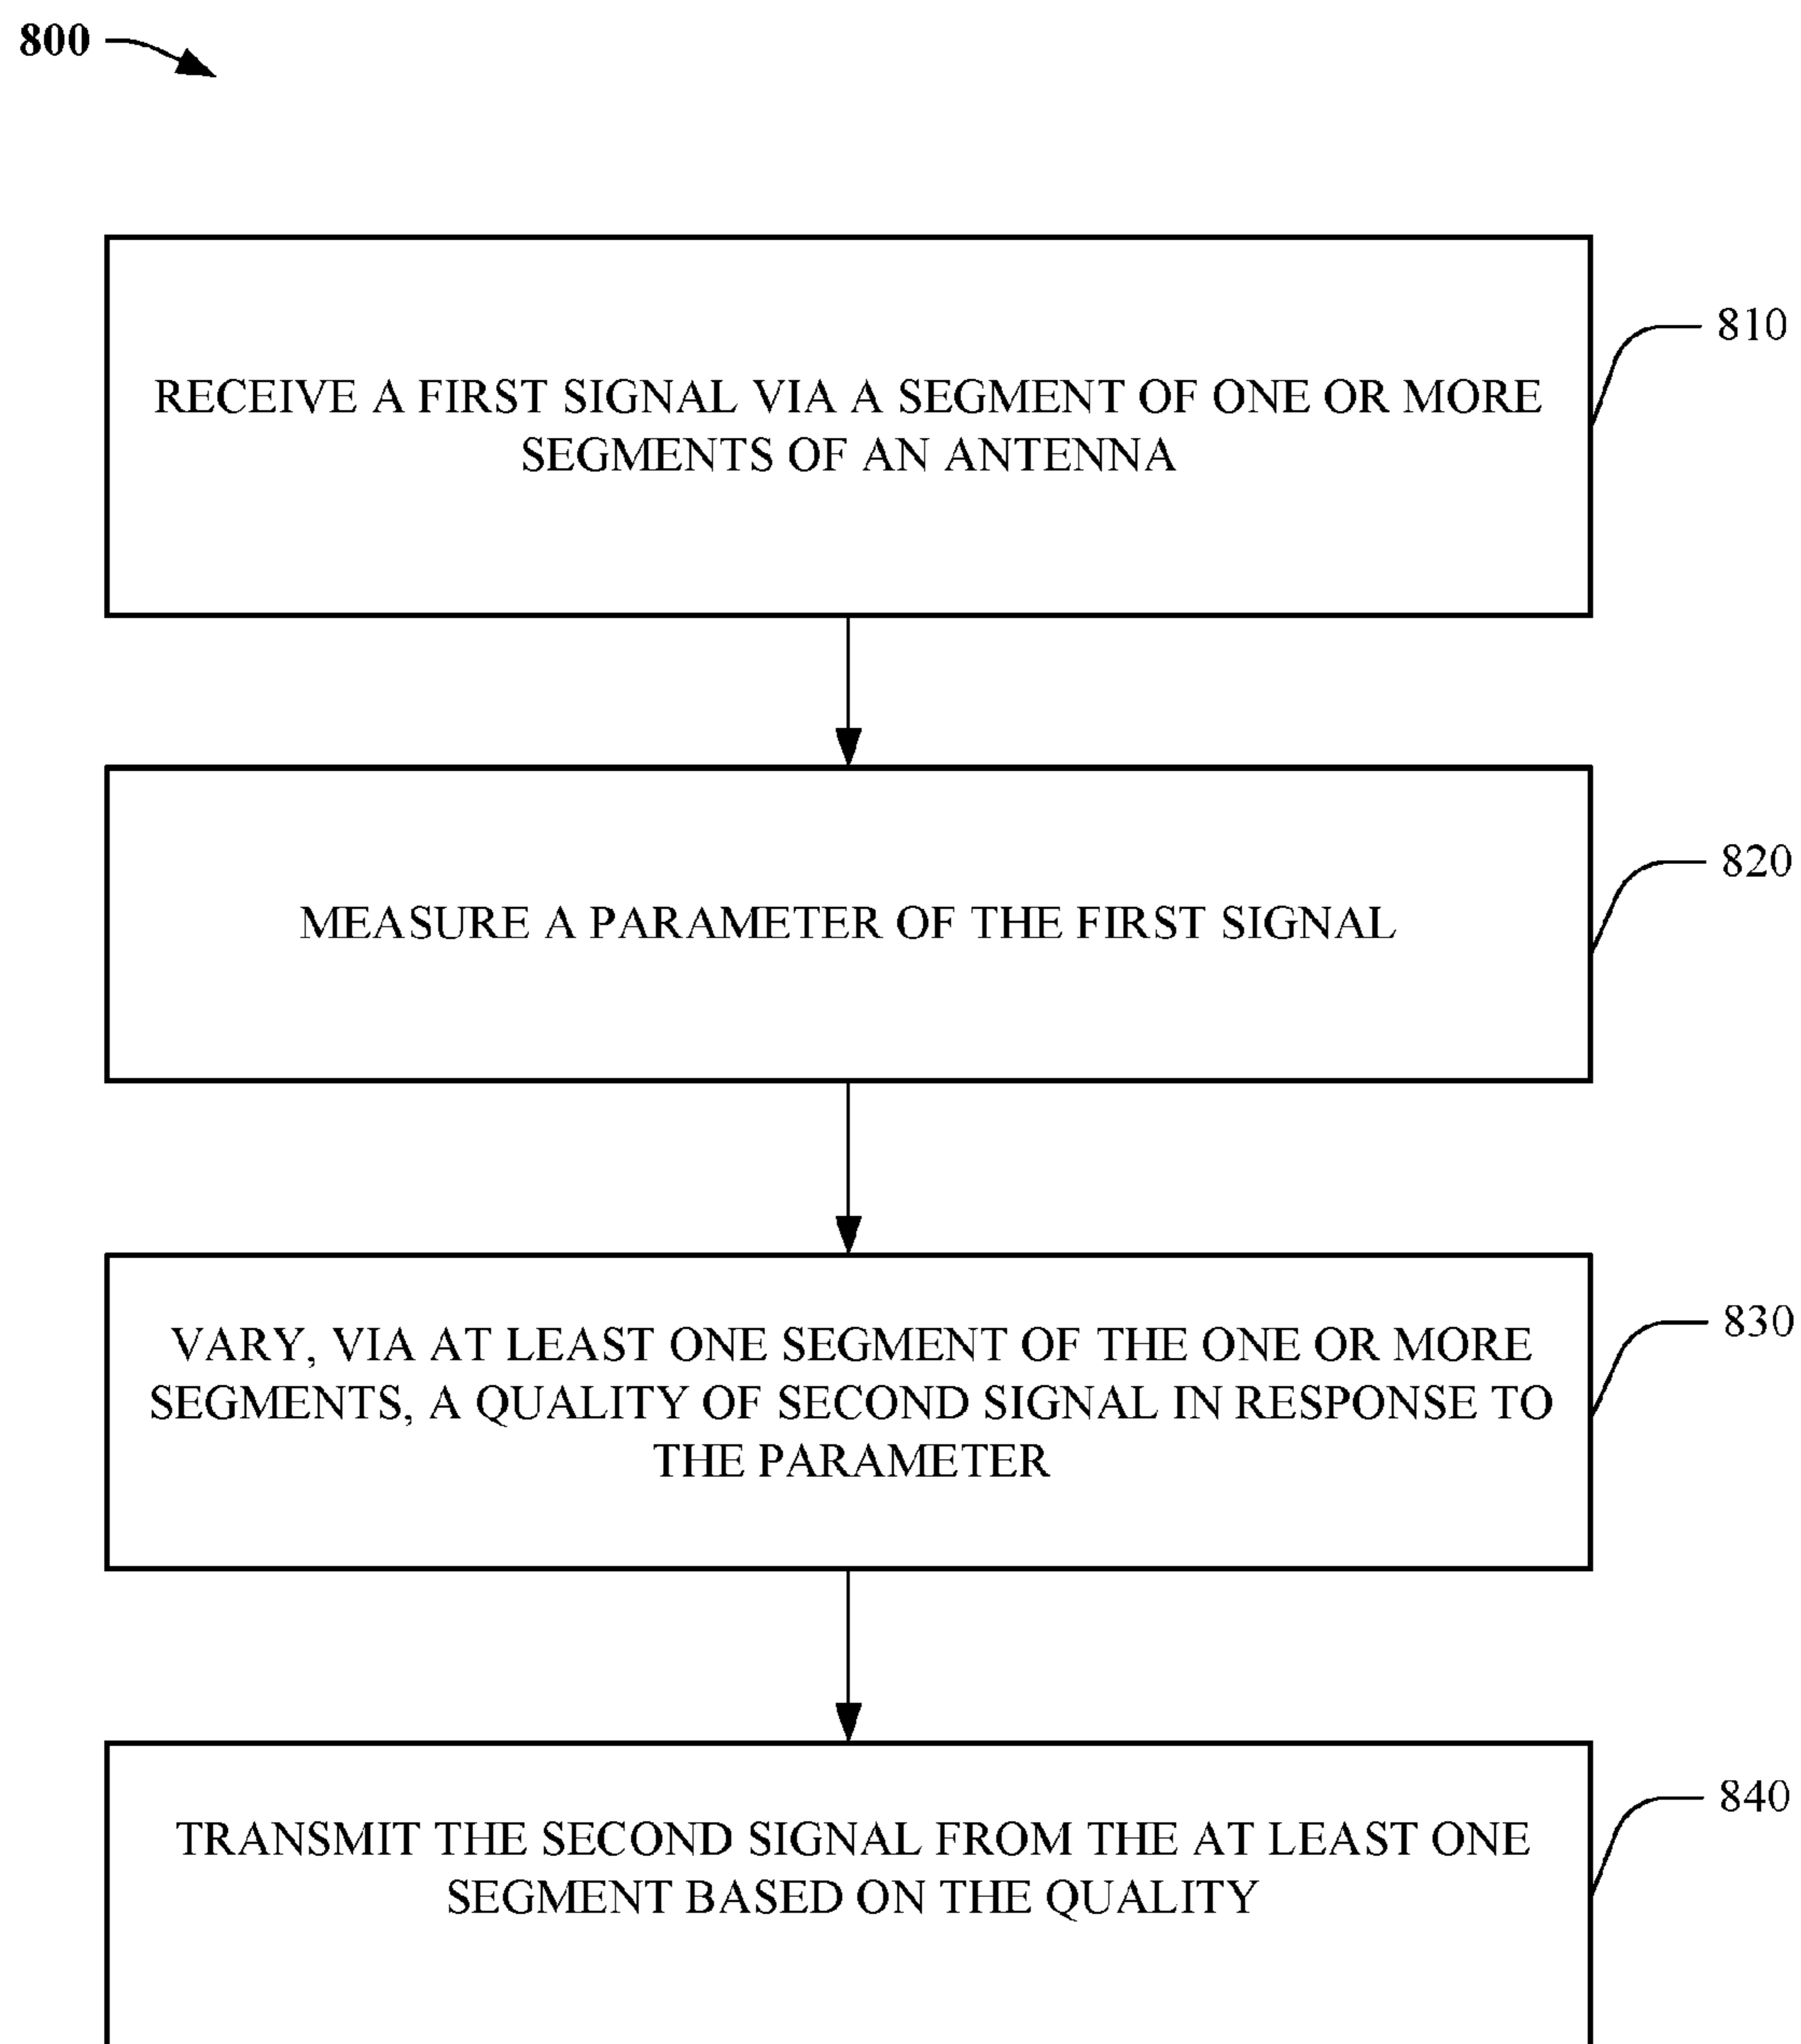 800
810
RECEIVE A FIRST SIGNAL VIA A SEGMENT OF ONE OR MORE
SEGMENTS OF AN ANTENNA
820
MEASURE A PARAMETER OF THE FIRST SIGNAL
830
VARY, VIA AT LEAST ONE SEGMENT OF THE ONE OR MORE
SEGMENTS, A QUALITY OF SECOND SIGNAL IN RESPONSE TO
THE PARAMETER
840
TRANSMIT THE SECOND SIGNAL FROM THE AT LEAST ONE
SEGMENT BASED ON THE QUALITY